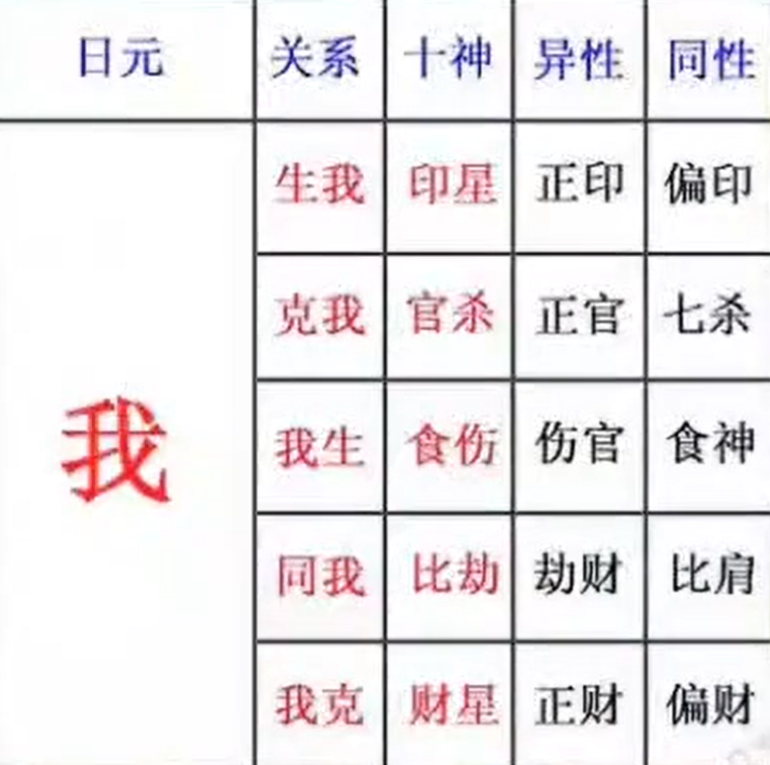 日元 关系 十神 异性 同性
生我 印星 正印 偏印
克我 官杀 正官 七杀
我
我生 食伤 伤官 食神
同我 比劫 劫财 比肩
我克 财星 正财 偏财